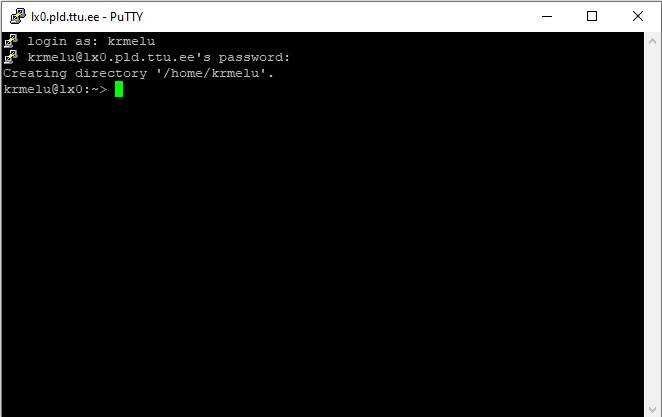 lx0.pld.ttu.ee - PuTTY
login as: krmelu
krmelu@lx0.pld.ttu.ee's password:
Creating directory '/home/krmelu'.
krmelu@lx0:~>